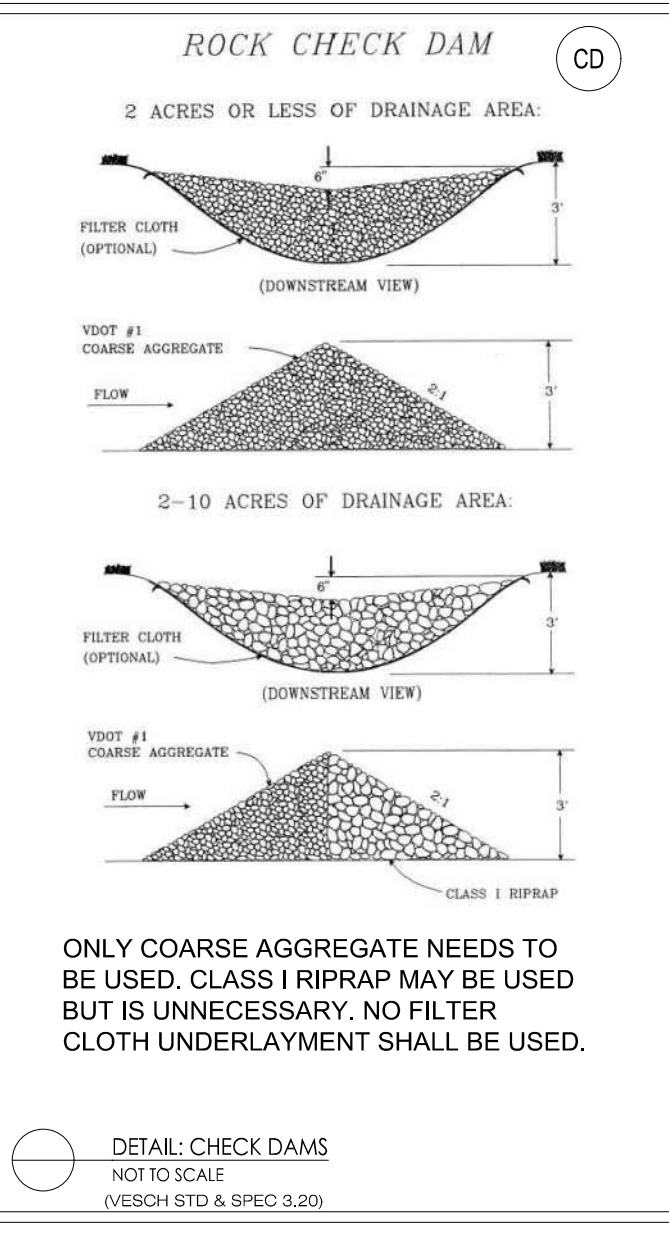 ROCK CHECK DAM
CD
2 ACRES OR LESS OF DRAINAGE AREA:
6"
3'
FILTER CLOTH
(OPTIONAL)
(DOWNSTREAM VIEW)
VDOT #1
COARSE AGGREGATE
FLOW
2:1
3'
2-10 ACRES OF DRAINAGE AREA:
6"
3'
FILTER CLOTH
(OPTIONAL)
(DOWNSTREAM VIEW)
VDOT #1
COARSE AGGREGATE
FLOW
2:1
3'
CLASS I RIPRAP
ONLY COARSE AGGREGATE NEEDS TO
BE USED. CLASS I RIPRAP MAY BE USED
BUT IS UNNECESSARY. NO FILTER
CLOTH UNDERLAYMENT SHALL BE USED.
DETAIL: CHECK DAMS
NOT TO SCALE
(VESCH STD & SPEC 3.20)